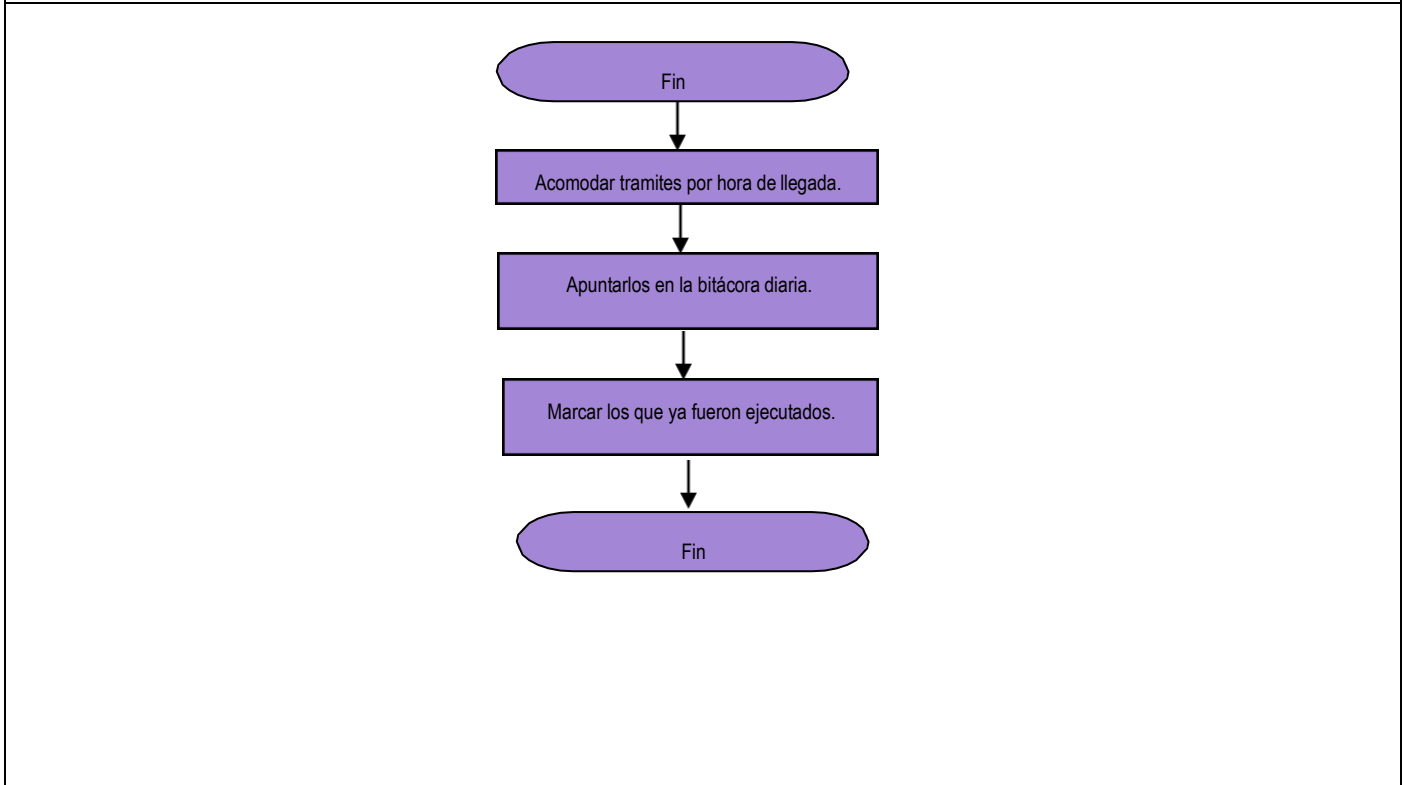 Fin
Acomodar tramites por hora de llegada.
Apuntarlos en la bitácora diaria.
Marcar los que ya fueron ejecutados.
Fin